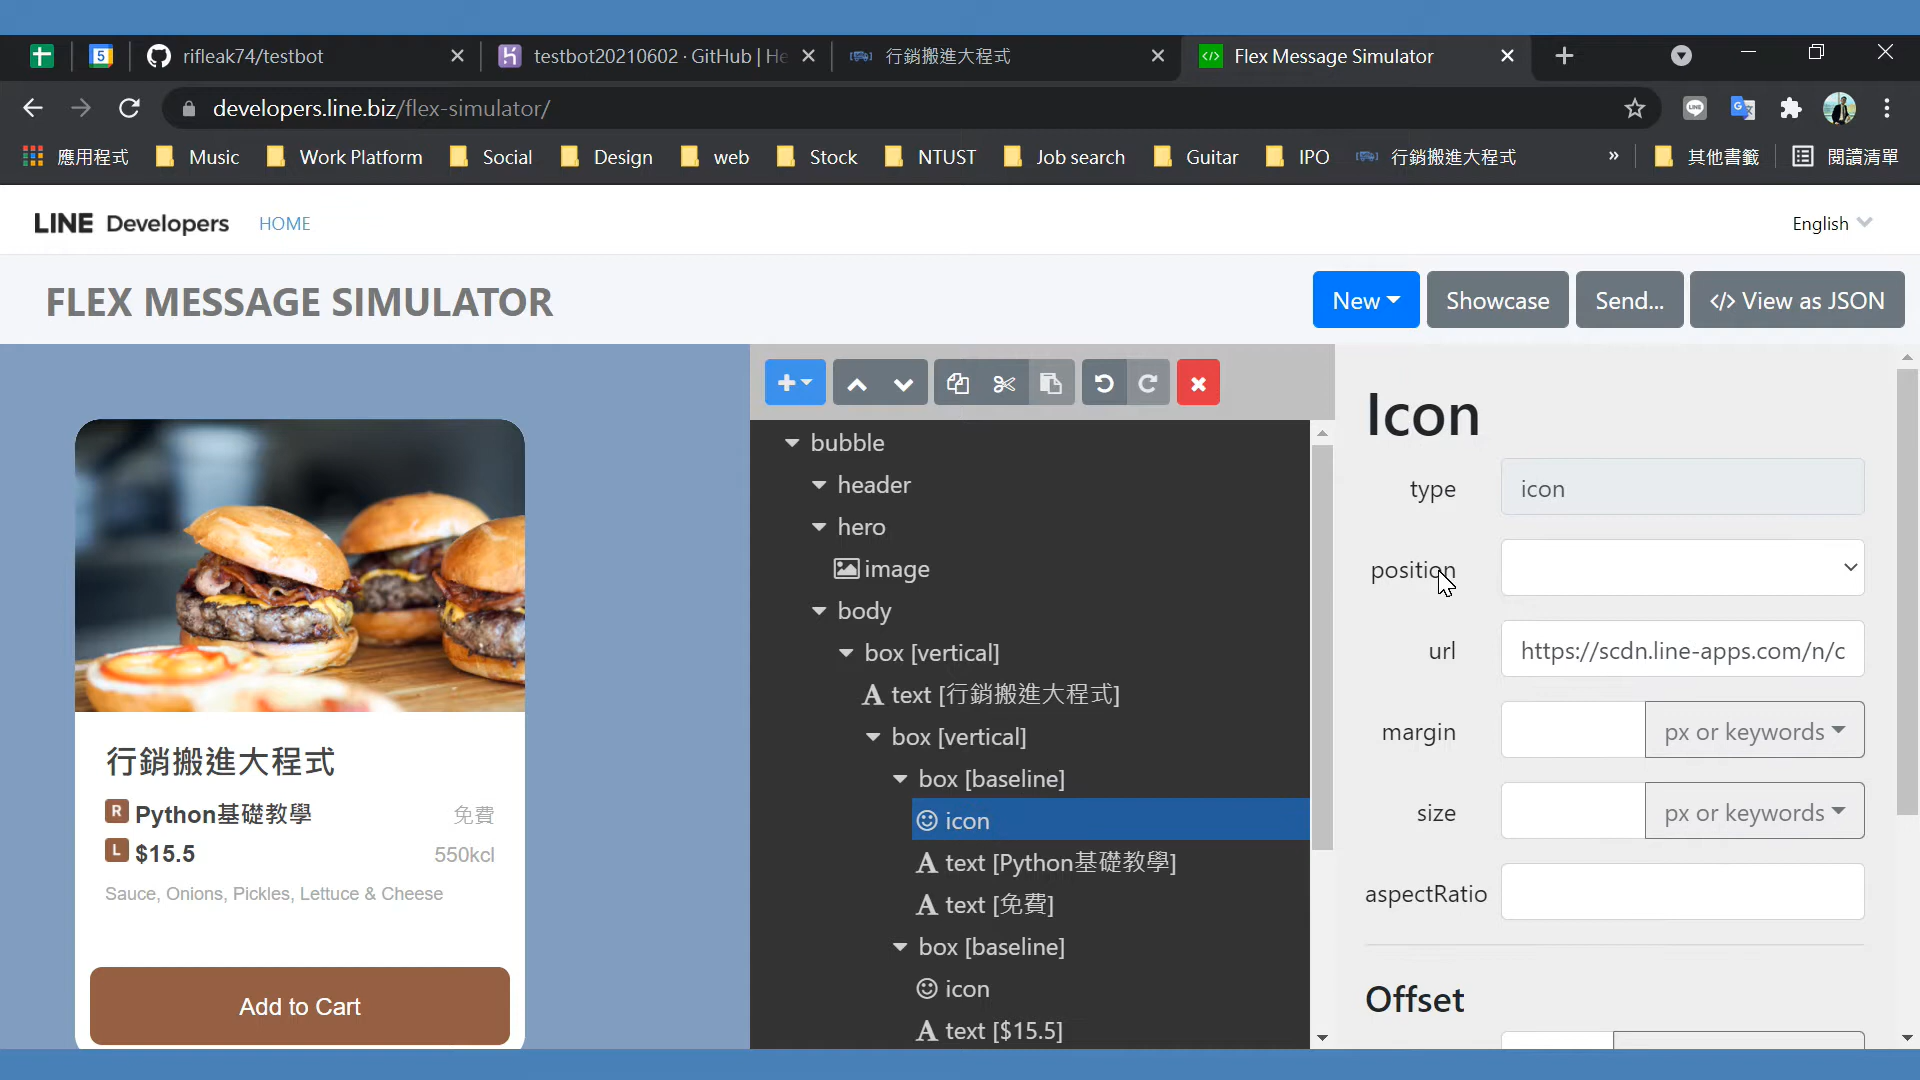 5 rifleak74/testbot testbot20210602 · GitHub | He 行銷搬進大程式 Flex Message Simulator
developers.line.biz/flex-simulator/
應用程式 Music Work Platform Social Design web Stock NTUST Job search Guitar IPO 行銷搬進大程式 » 其他書籤 閱讀清單
LINE Developers HOME English
FLEX MESSAGE SIMULATOR New Showcase Send... </> View as JSON
行銷搬進大程式
R Python基礎教學 免費
L $15.5 550kcl
Sauce, Onions, Pickles, Lettuce & Cheese
Add to Cart
bubble
header
hero
image
body
box [vertical]
A text [行銷搬進大程式]
box [vertical]
box [baseline]
icon
A text [Python基礎教學]
A text [免費]
box [baseline]
icon
A text [$15.5]
Icon
type icon
position
url https://scdn.line-apps.com/n/c
margin px or keywords
size px or keywords
aspectRatio
Offset